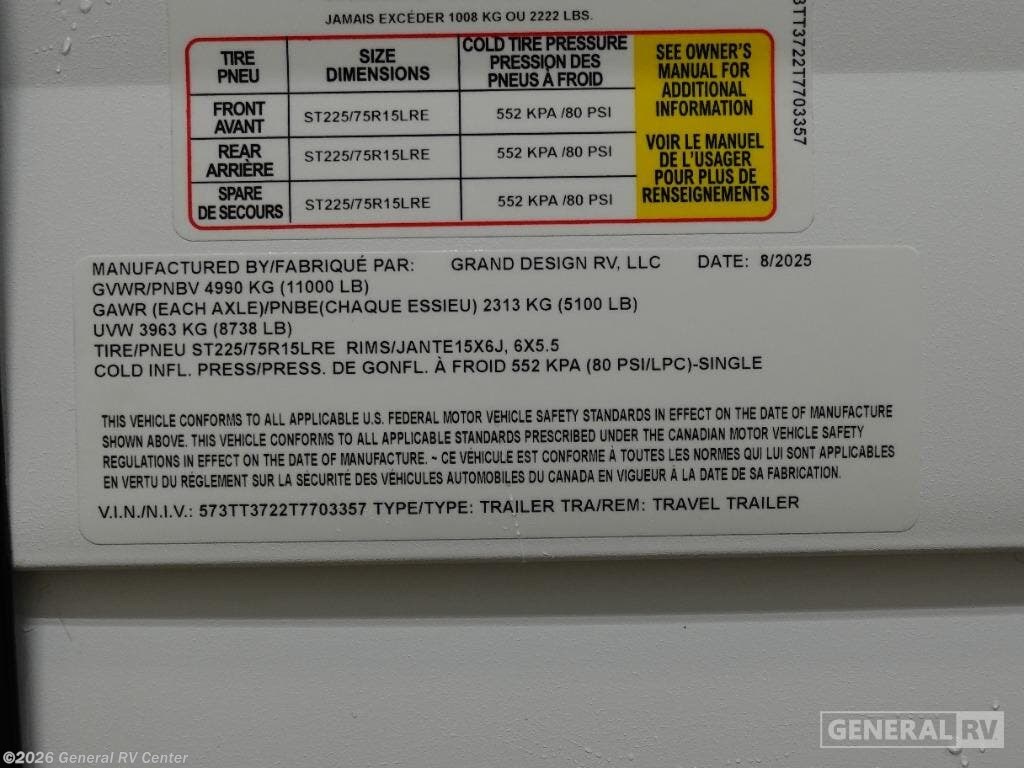 JAMAIS EXCÉDER 1008 KG OU 2222 LBS.
TIRE
PNEU
SIZE
DIMENSIONS
COLD TIRE PRESSURE
PRESSION DES
PNEUS À FROID
SEE OWNER'S
MANUAL FOR
ADDITIONAL
INFORMATION
VOIR LE MANUEL
DE L'USAGER
POUR PLUS DE
RENSEIGNEMENTS
FRONT
AVANT
ST225/75R15LRE
552 KPA /80 PSI
REAR
ARRIÈRE
ST225/75R15LRE
552 KPA /80 PSI
SPARE
DE SECOURS
ST225/75R15LRE
552 KPA /80 PSI
3TT3722T7703357
MANUFACTURED BY/FABRIQUÉ PAR: GRAND DESIGN RV, LLC DATE: 8/2025
GVWR/PNBV 4990 KG (11000 LB)
GAWR (EACH AXLE)/PNBE(CHAQUE ESSIEU) 2313 KG (5100 LB)
UVW 3963 KG (8738 LB)
TIRE/PNEU ST225/75R15LRE RIMS/JANTE15X6J, 6X5.5
COLD INFL. PRESS/PRESS. DE GONFL. À FROID 552 KPA (80 PSI/LPC)-SINGLE
THIS VEHICLE CONFORMS TO ALL APPLICABLE U.S. FEDERAL MOTOR VEHICLE SAFETY STANDARDS IN EFFECT ON THE DATE OF MANUFACTURE
SHOWN ABOVE. THIS VEHICLE CONFORMS TO ALL APPLICABLE STANDARDS PRESCRIBED UNDER THE CANADIAN MOTOR VEHICLE SAFETY
REGULATIONS IN EFFECT ON THE DATE OF MANUFACTURE. ~ CE VÉHICULE EST CONFORME À TOUTES LES NORMES QUI LUI SONT APPLICABLES
EN VERTU DU RÉGLEMENT SUR LA SÉCURITÉ DES VÉHICULES AUTOMOBILES DU CANADA EN VIGUEUR À LA DATE DE SA FABRICATION.
V.I.N./N.I.V.: 573TT3722T7703357 TYPE/TYPE: TRAILER TRA/REM: TRAVEL TRAILER
GENERAL RV
©2026 General RV Center